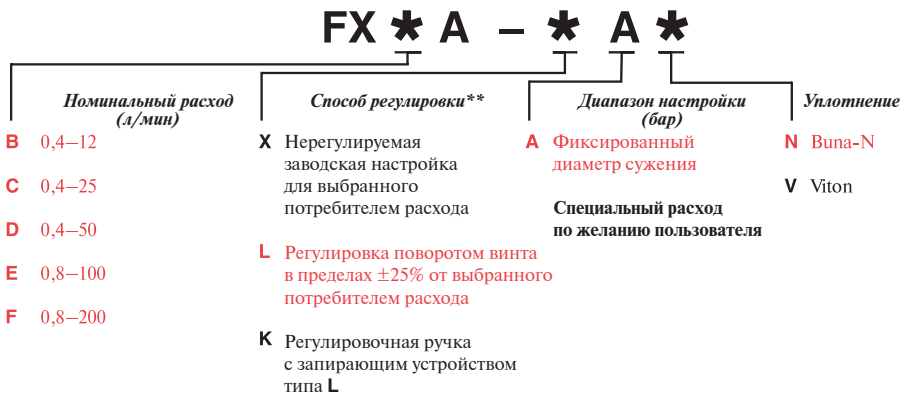 FX * A – * A *
Номинальный расход
(л/мин)
B 0,4–12
C 0,4–25
D 0,4–50
E 0,8–100
F 0,8–200
Способ регулировки**
X Нерегулируемая
заводская настройка
для выбранного
потребителем расхода
L Регулировка поворотом винта
в пределах ±25% от выбранного
потребителем расхода
K Регулировочная ручка
с запирающим устройством
типа L
Диапазон настройки
(бар)
A Фиксированный
диаметр сужения
Специальный расход
по желанию пользователя
Уплотнение
N Buna-N
V Viton